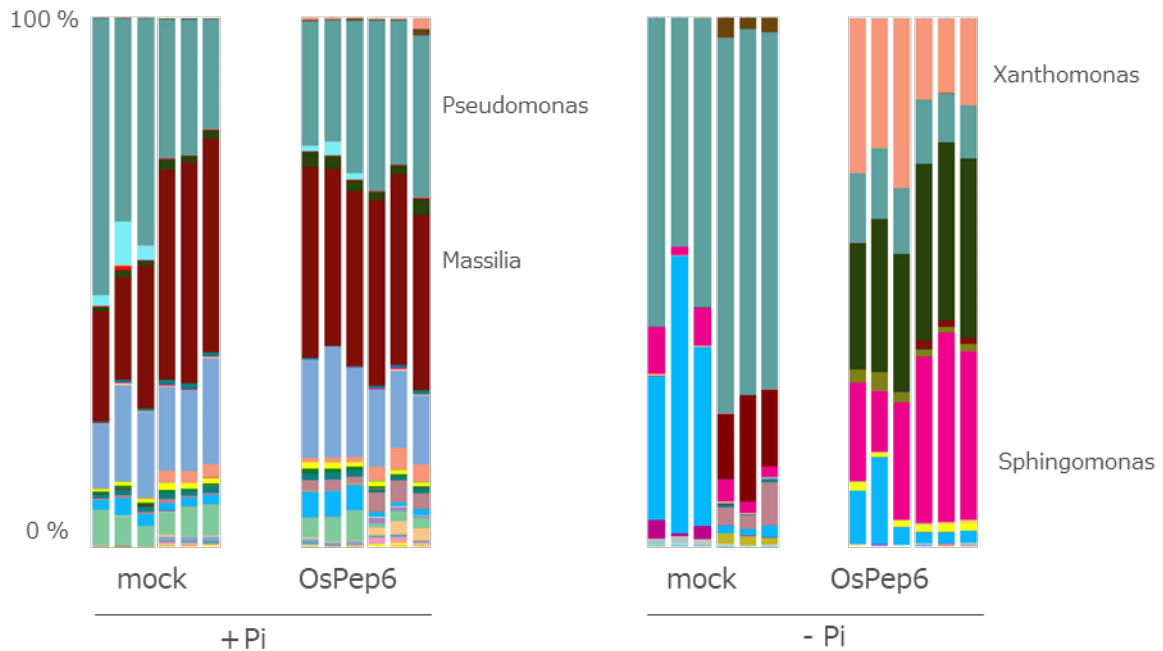 100 %
Pseudomonas
Massilia
0 %
mock
OsPep6
+ Pi
Xanthomonas
Sphingomonas
mock
OsPep6
- Pi